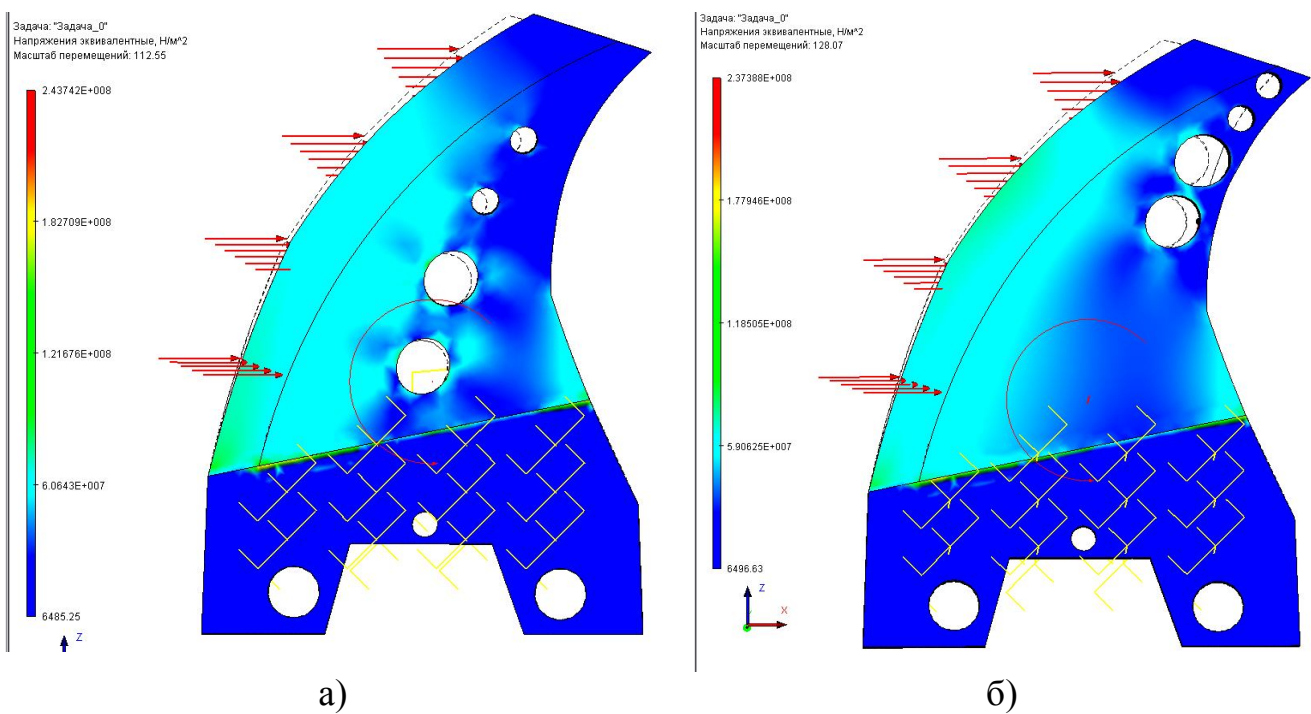 Задача: "Задача_0"
Напряжения эквивалентные, Н/м^2
Масштаб перемещений: 112.55
2.43742E+008
1.82709E+008
1.21676E+008
6.0643E+007
6485.25
Z
а)
Задача: "Задача_0"
Напряжения эквивалентные, Н/м^2
Масштаб перемещений: 128.07
2.37388E+008
1.77946E+008
1.18505E+008
5.90625E+007
6496.63
Z
X
б)